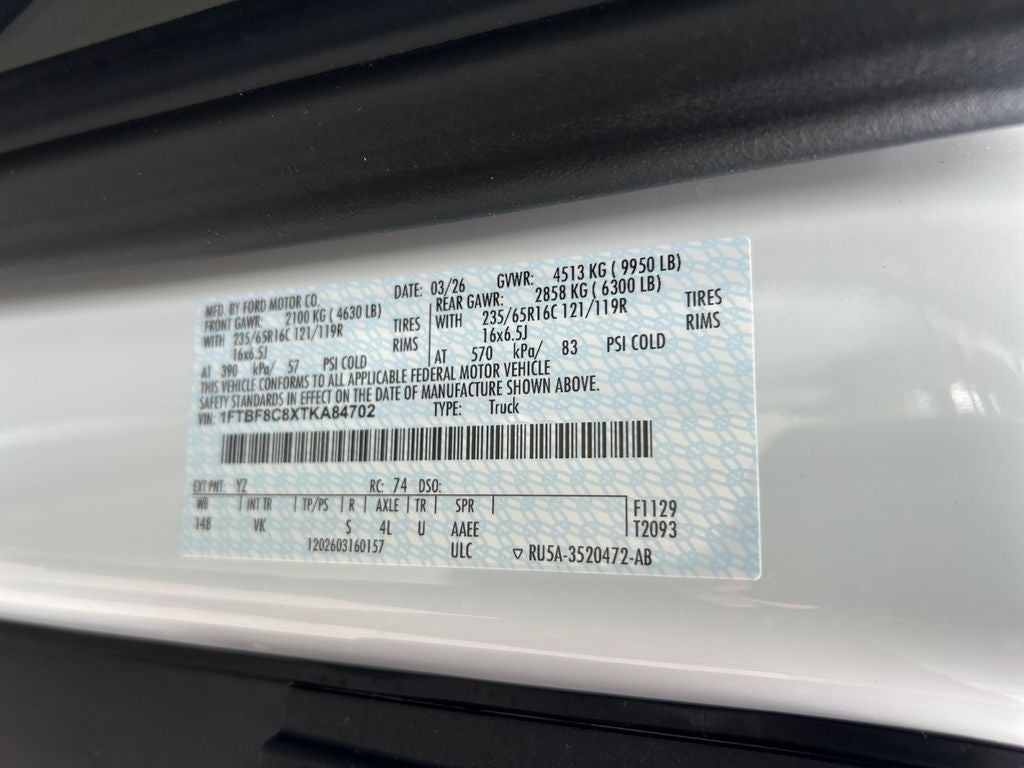 MFD. BY FORD MOTOR CO. DATE: 03/26 GVWR: 4513 KG ( 9950 LB)
FRONT GAWR: 2100 KG ( 4630 LB) REAR GAWR: 2858 KG ( 6300 LB)
WITH 235/65R16C 121/119R TIRES WITH 235/65R16C 121/119R TIRES
16x6.5J RIMS 16x6.5J RIMS
AT 390 kPa/ 57 PSI COLD AT 570 kPa/ 83 PSI COLD
THIS VEHICLE CONFORMS TO ALL APPLICABLE FEDERAL MOTOR VEHICLE
SAFETY STANDARDS IN EFFECT ON THE DATE OF MANUFACTURE SHOWN ABOVE.
VIN: 1FTBF8C8XTKA84702 TYPE: Truck
EXT PNT: YZ RC: 74 DSO:
WB INT TR TP/PS R AXLE TR SPR F1129
148 VK S 4L U AAEE T2093
1202603160157 ULC ▽ RU5A-3520472-AB